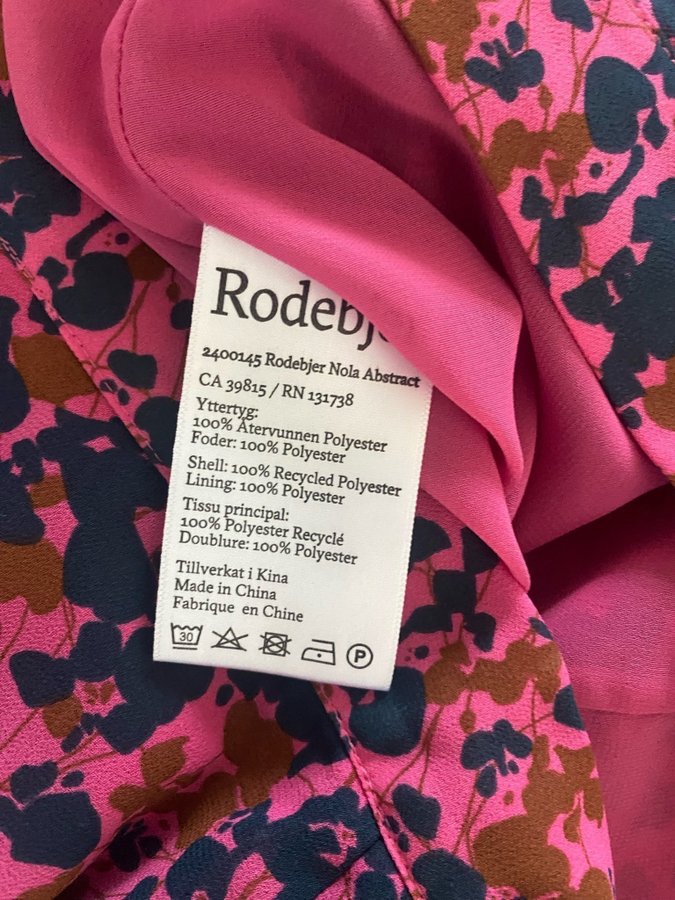 Rodebj
2400145 Rodebjer Nola Abstract
CA 39815 / RN 131738
Yttertyg:
100% Återvunnen Polyester
Foder: 100% Polyester
Shell: 100% Recycled Polyester
Lining: 100% Polyester
Tissu principal:
100% Polyester Recyclé
Doublure: 100% Polyester
Tillverkat i Kina
Made in China
Fabrique en Chine
30
P